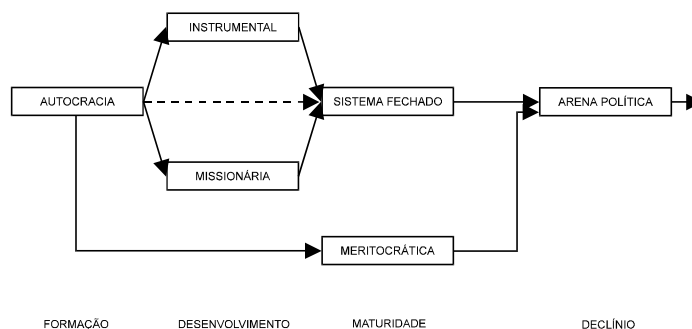 INSTRUMENTAL
AUTOCRACIA
SISTEMA FECHADO
ARENA POLÍTICA
MISSIONÁRIA
MERITOCRÁTICA
FORMAÇÃO
DESENVOLVIMENTO
MATURIDADE
DECLÍNIO